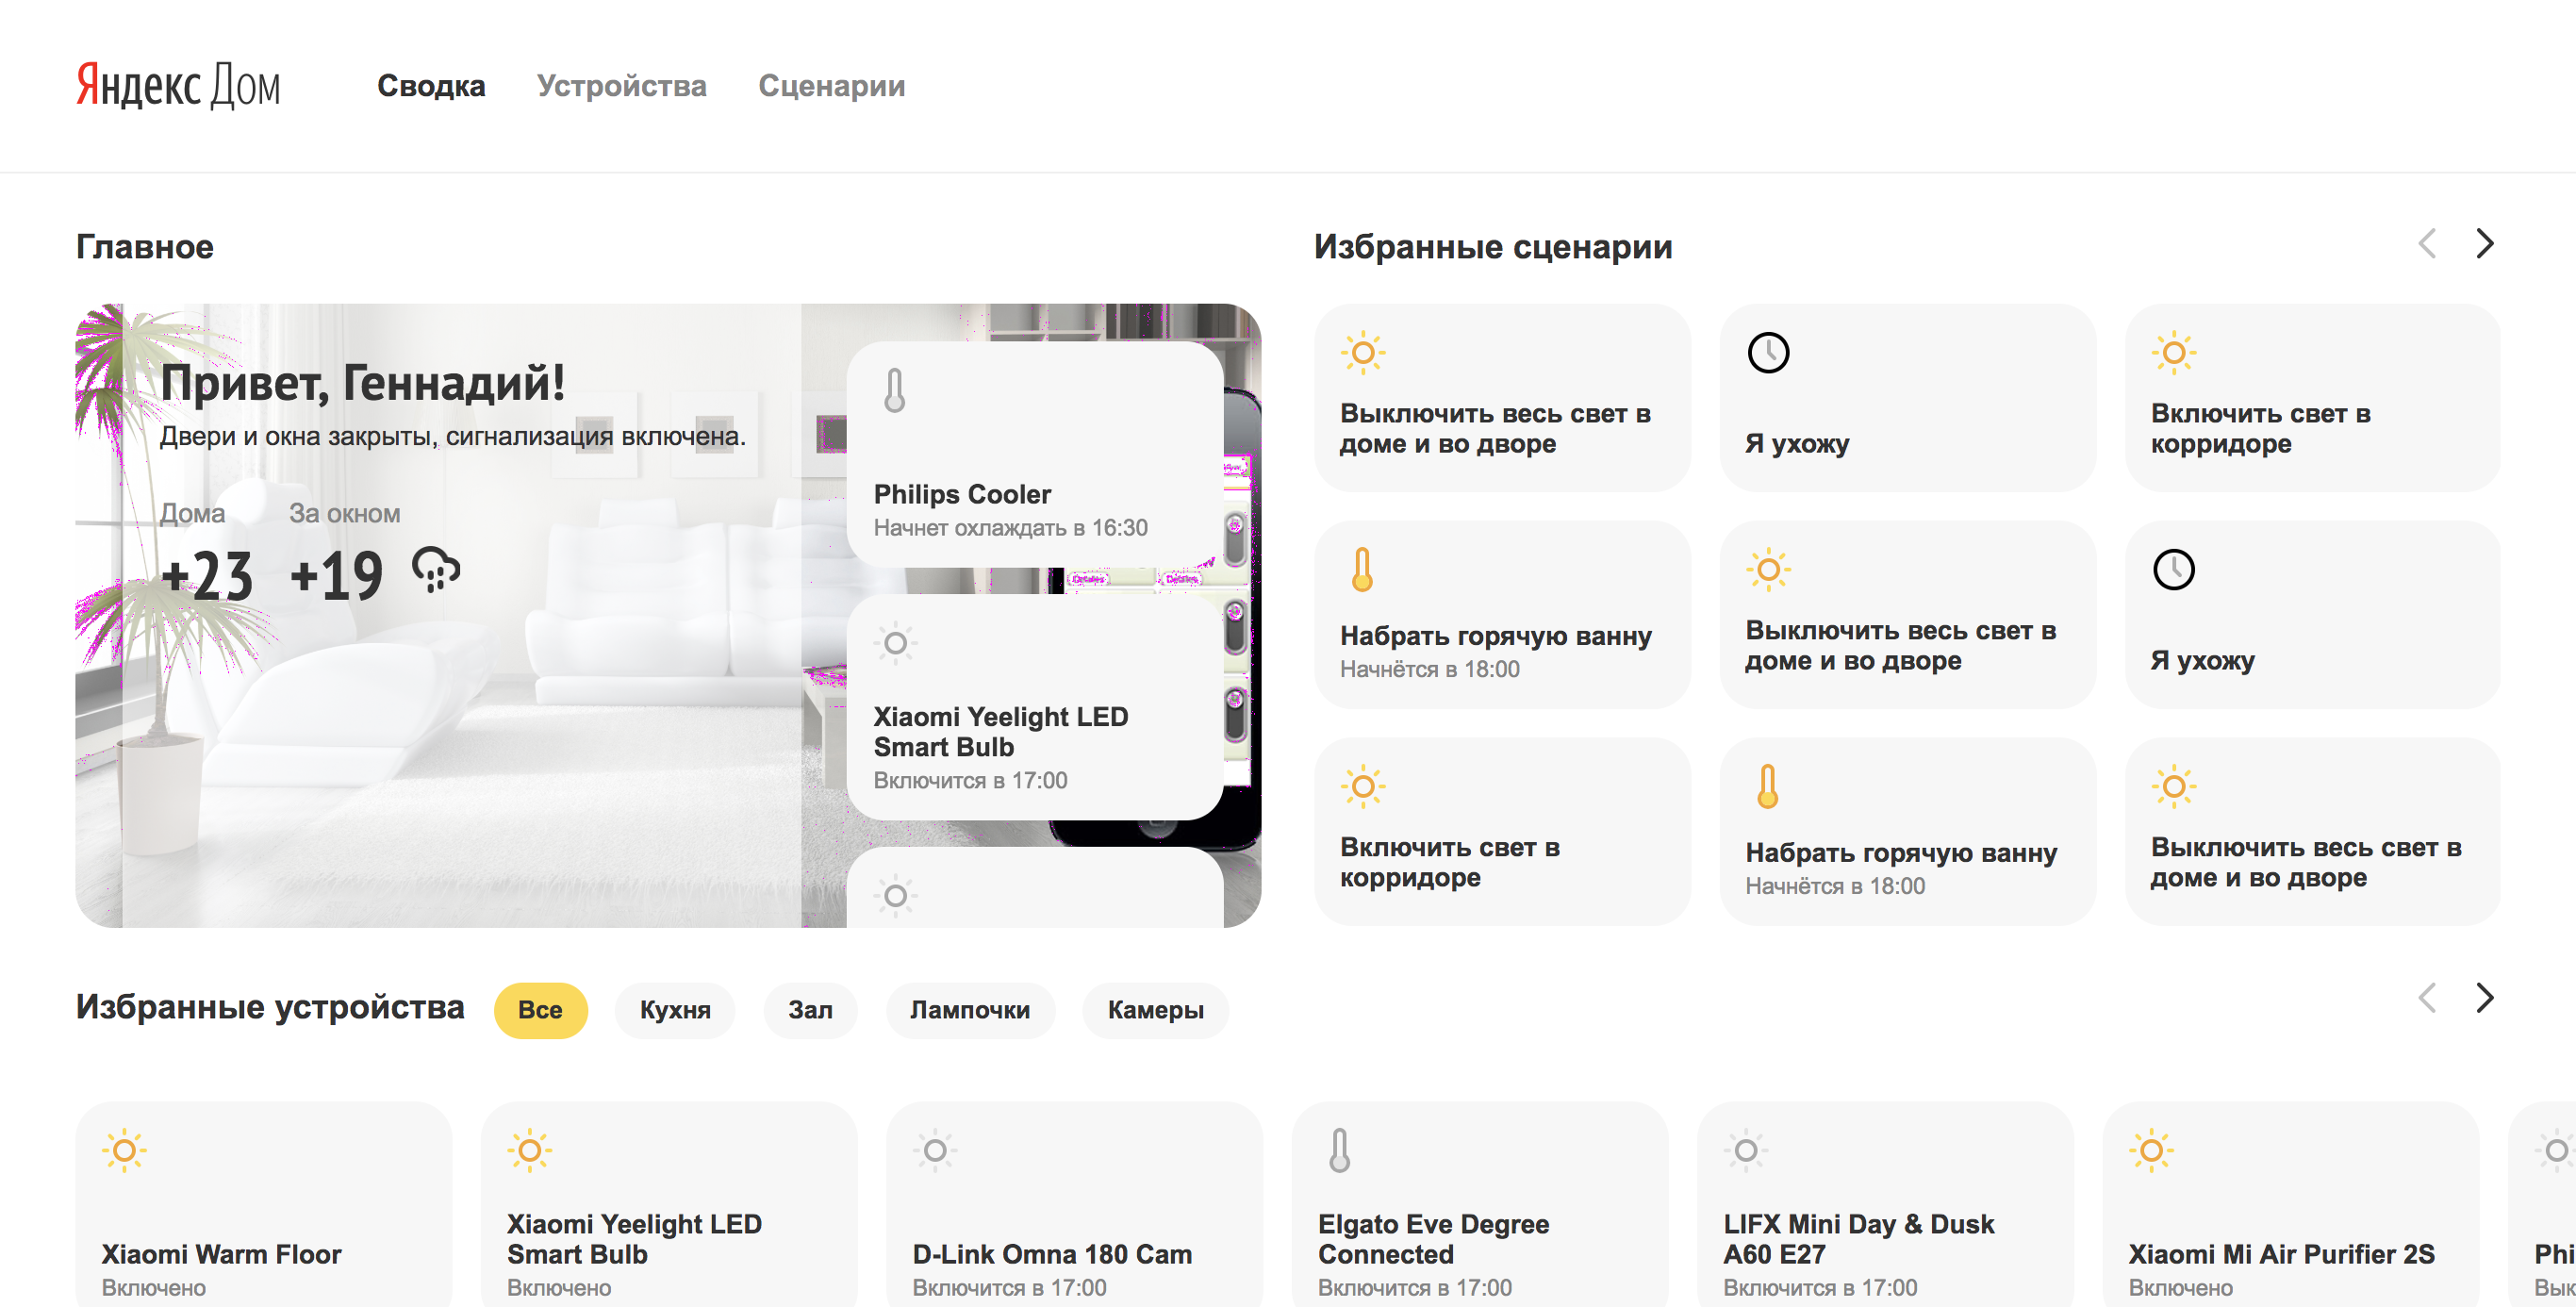 Яндекс Дом
Сводка
Устройства
Сценарии
Главное
Привет, Геннадий!
Двери и окна закрыты, сигнализация включена.
Дома
За окном
+23
+19
Philips Cooler
Начнет охлаждать в 16:30
Xiaomi Yeelight LED
Smart Bulb
Включится в 17:00
Избранные сценарии
Выключить весь свет в
доме и во дворе
Я ухожу
Включить свет в
корридоре
Набрать горячую ванну
Начнётся в 18:00
Выключить весь свет в
доме и во дворе
Я ухожу
Включить свет в
корридоре
Набрать горячую ванну
Начнётся в 18:00
Выключить весь свет в
доме и во дворе
Избранные устройства
Все
Кухня
Зал
Лампочки
Камеры
Xiaomi Warm Floor
Включено
Xiaomi Yeelight LED
Smart Bulb
Включено
D-Link Omna 180 Cam
Включится в 17:00
Elgato Eve Degree
Connected
Включится в 17:00
LIFX Mini Day & Dusk
A60 E27
Включится в 17:00
Xiaomi Mi Air Purifier 2S
Включено